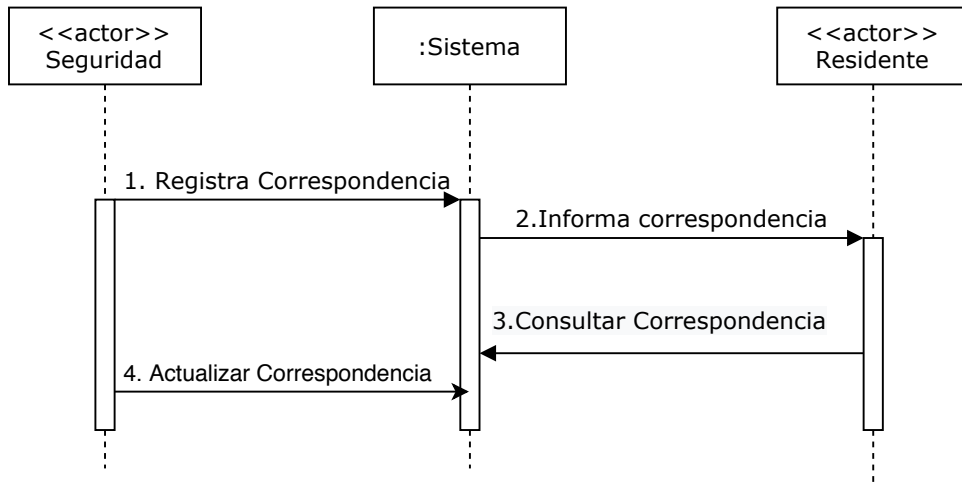 <<actor>>
Seguridad
:Sistema
<<actor>>
Residente
1. Registra Correspondencia
2.Informa correspondencia
3.Consultar Correspondencia
4. Actualizar Correspondencia